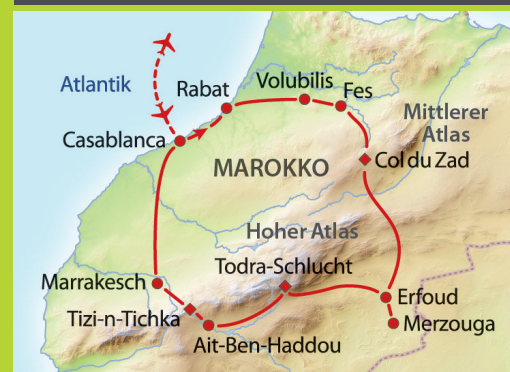 Atlantik
Rabat
Volubilis
Fes
Mittlerer
Atlas
Casablanca
MAROKKO
Col du Zad
Hoher Atlas
Todra-Schlucht
Marrakesch
Erfoud
Tizi-n-Tichka
Merzouga
Ait-Ben-Haddou